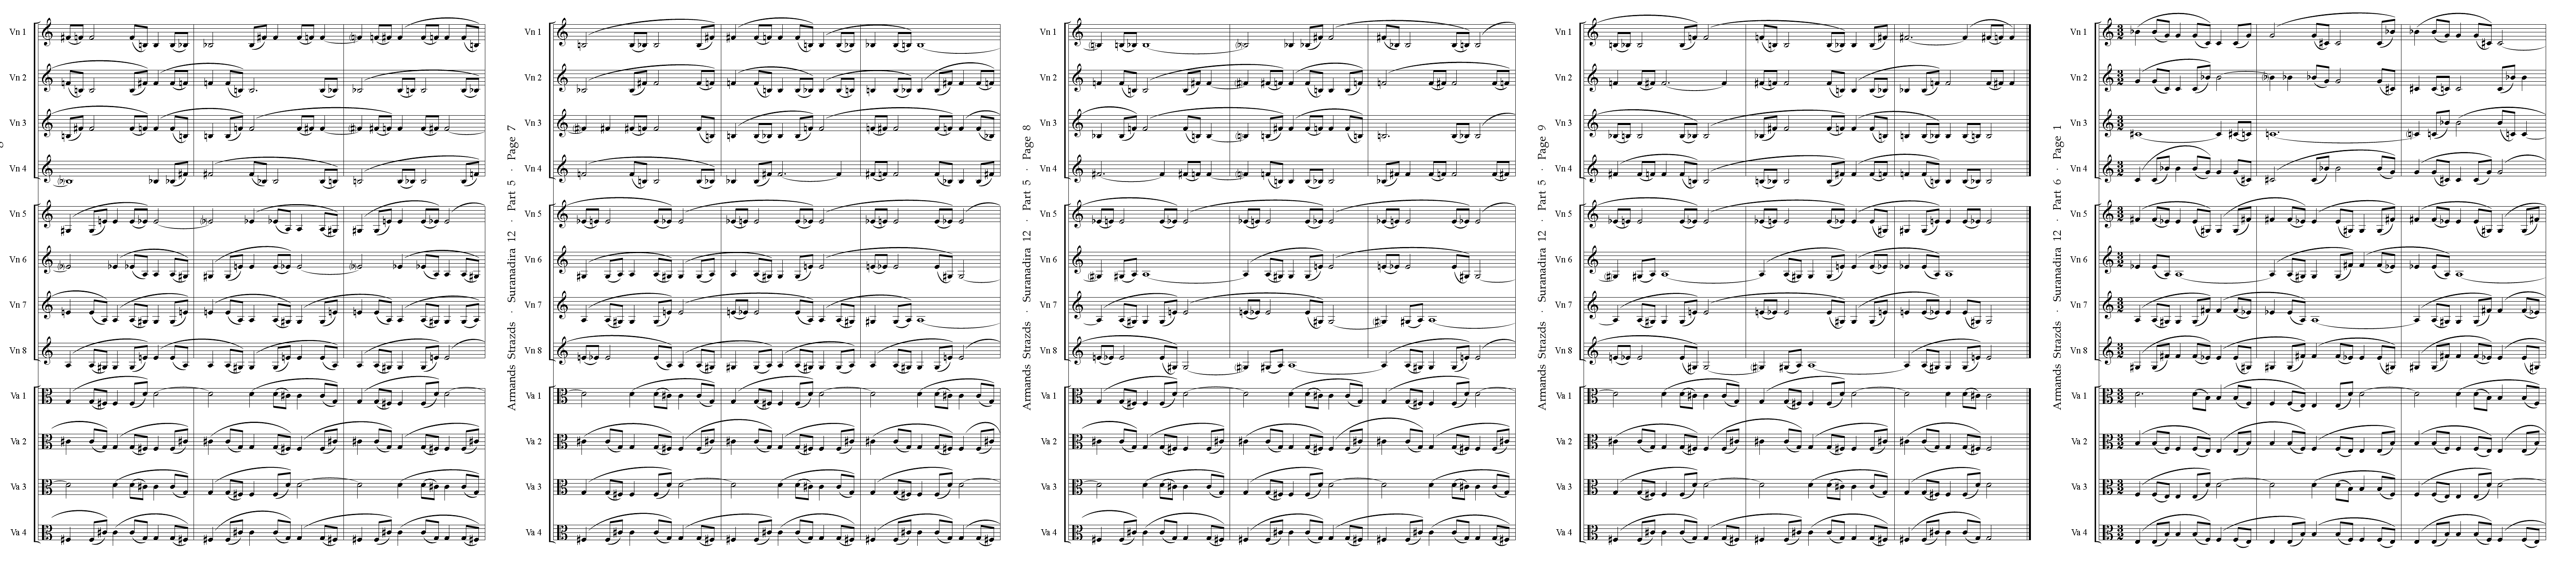 Vn 1
Vn 2
Vn 3
Vn 4
Vn 5
Vn 6
Vn 7
Vn 8
Va 1
Va 2
Va 3
Va 4
Armands Strazds · Suranadira 12 · Part 5 · Page 7
Vn 1
Vn 2
Vn 3
Vn 4
Vn 5
Vn 6
Vn 7
Vn 8
Va 1
Va 2
Va 3
Va 4
Armands Strazds · Suranadira 12 · Part 5 · Page 8
Vn 1
Vn 2
Vn 3
Vn 4
Vn 5
Vn 6
Vn 7
Vn 8
Va 1
Va 2
Va 3
Va 4
Armands Strazds · Suranadira 12 · Part 5 · Page 9
Vn 1
Vn 2
Vn 3
Vn 4
Vn 5
Vn 6
Vn 7
Vn 8
Va 1
Va 2
Va 3
Va 4
Armands Strazds · Suranadira 12 · Part 6 · Page 1
Vn 1
Vn 2
Vn 3
Vn 4
Vn 5
Vn 6
Vn 7
Vn 8
Va 1
Va 2
Va 3
Va 4